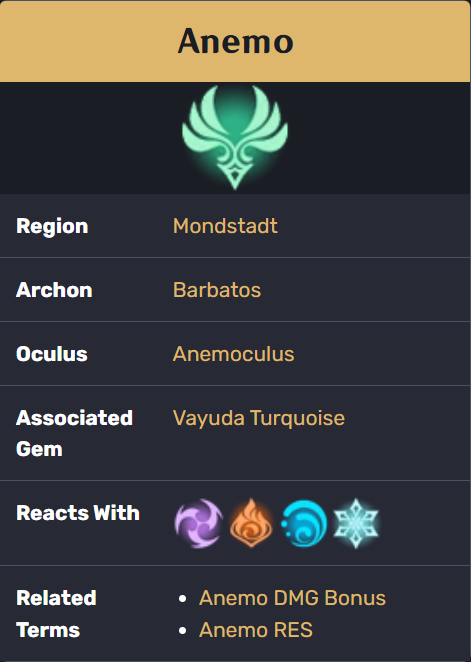 Anemo
Region Mondstadt
Archon Barbatos
Oculus Anemoculus
Associated Vayuda Turquoise
Gem
Reacts With
Related • Anemo DMG Bonus
Terms • Anemo RES